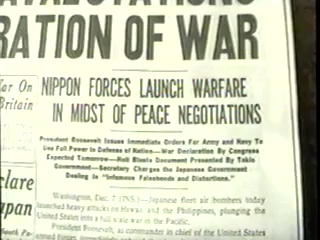 RATION OF WAR
ar On
Britain
NIPPON FORCES LAUNCH WARFARE
IN MIDST OF PEACE NEGOTIATIONS
President Roosevelt Issues Immediate Orders For Army and Navy To
Use Full Power in Defense of Nation—War Declaration By Congress
Expected Tomorrow—Hull Blasts Document Presented By Tokio
Government—Secretary Charges the Japanese Government
Dealing In "Infamous Falsehoods and Distortions."
clare
apan
Washington, Dec. 7 (INS)—Japanese fleet air bombers today
launched heavy attacks on Hawaii and the Philippines, plunging the
United States into a full scale war in the Pacific.
President Roosevelt, as commander in chief of the United States